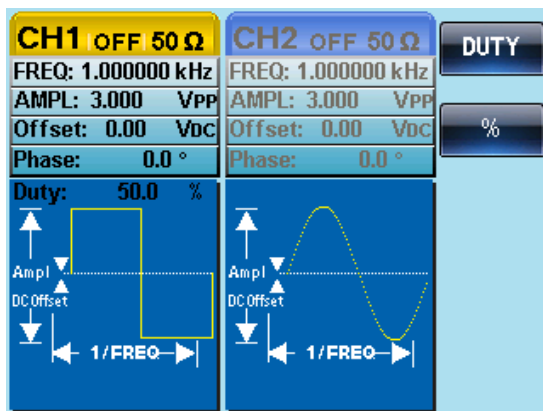 CH1 OFF 50 Ω
FREQ: 1.000000 kHz
AMPL: 3.000 VPP
Offset: 0.00 VDC
Phase: 0.0 °
Duty: 50.0 %
Ampl
DC Offset
1/FREQ
CH2 OFF 50 Ω
FREQ: 1.000000 kHz
AMPL: 3.000 VPP
Offset: 0.00 VDC
Phase: 0.0 °
Ampl
DC Offset
1/FREQ
DUTY
%